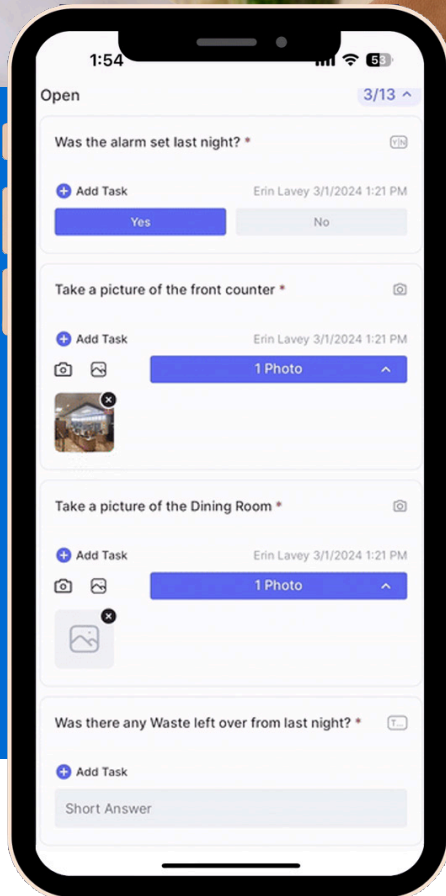 1:54 53
Open 3/13
Was the alarm set last night? * Y|N
Add Task Erin Lavey 3/1/2024 1:21 PM
Yes No
Take a picture of the front counter *
Add Task Erin Lavey 3/1/2024 1:21 PM
1 Photo
Take a picture of the Dining Room *
Add Task Erin Lavey 3/1/2024 1:21 PM
1 Photo
Was there any Waste left over from last night? * T...
Add Task
Short Answer